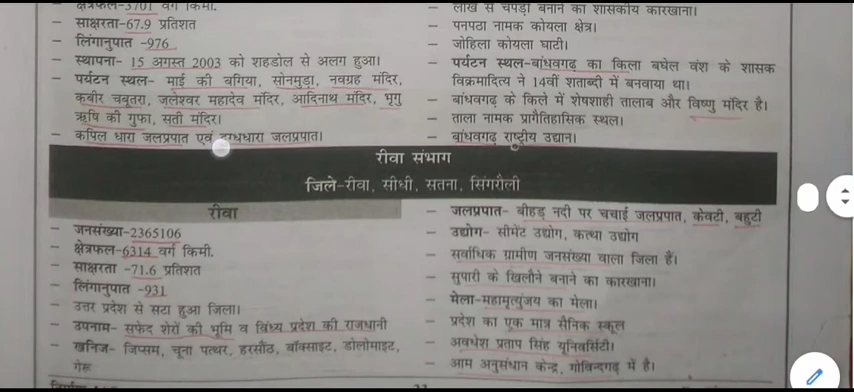 क्षेत्रफल-3701 वर्ग किमी.
साक्षरता-67.9 प्रतिशत
लिंगानुपात -976
स्थापना- 15 अगस्त 2003 को शहडोल से अलग हुआ।
पर्यटन स्थल- माई की बगिया, सोनमुड़ा, नवग्रह मंदिर,
कबीर चबूतरा, जलेश्वर महादेव मंदिर, आदिनाथ मंदिर, भृगु
ऋषि की गुफा, सती मंदिर।
कपिल धारा जलप्रपात एवं दुग्धधारा जलप्रपात।
लाख से चपड़ा बनाने का शासकीय कारखाना।
पनपठा नामक कोयला क्षेत्र।
जोहिला कोयला घाटी।
पर्यटन स्थल-बांधवगढ़ का किला बघेल वंश के शासक
विक्रमादित्य ने 14वीं शताब्दी में बनवाया था।
बांधवगढ़ के किले में शेषशाही तालाब और विष्णु मंदिर है।
ताला नामक प्रागैतिहासिक स्थल।
बांधवगढ़ राष्ट्रीय उद्यान।
रीवा संभाग
जिले-रीवा, सीधी, सतना, सिंगरौली
रीवा
जनसंख्या-2365106
क्षेत्रफल-6314 वर्ग किमी.
साक्षरता -71.6 प्रतिशत
लिंगानुपात -931
उत्तर प्रदेश से सटा हुआ जिला।
उपनाम- सफेद शेरों की भूमि व विंध्य प्रदेश की राजधानी
खनिज- जिप्सम, चूना पत्थर, हरसौंठ, बॉक्साइट, डोलोमाइट,
गेरू
जलप्रपात- बीहड़ नदी पर चचाई जलप्रपात, केवटी, बहुटी
उद्योग- सीमेंट उद्योग, कत्था उद्योग
सर्वाधिक ग्रामीण जनसंख्या वाला जिला हैं।
सुपारी के खिलौने बनाने का कारखाना।
मेला-महामृत्युंजय का मेला।
प्रदेश का एक मात्र सैनिक स्कूल
अवधेश प्रताप सिंह यूनिवर्सिटी।
आम अनुसंधान केन्द्र, गोविन्दगढ़ में है।